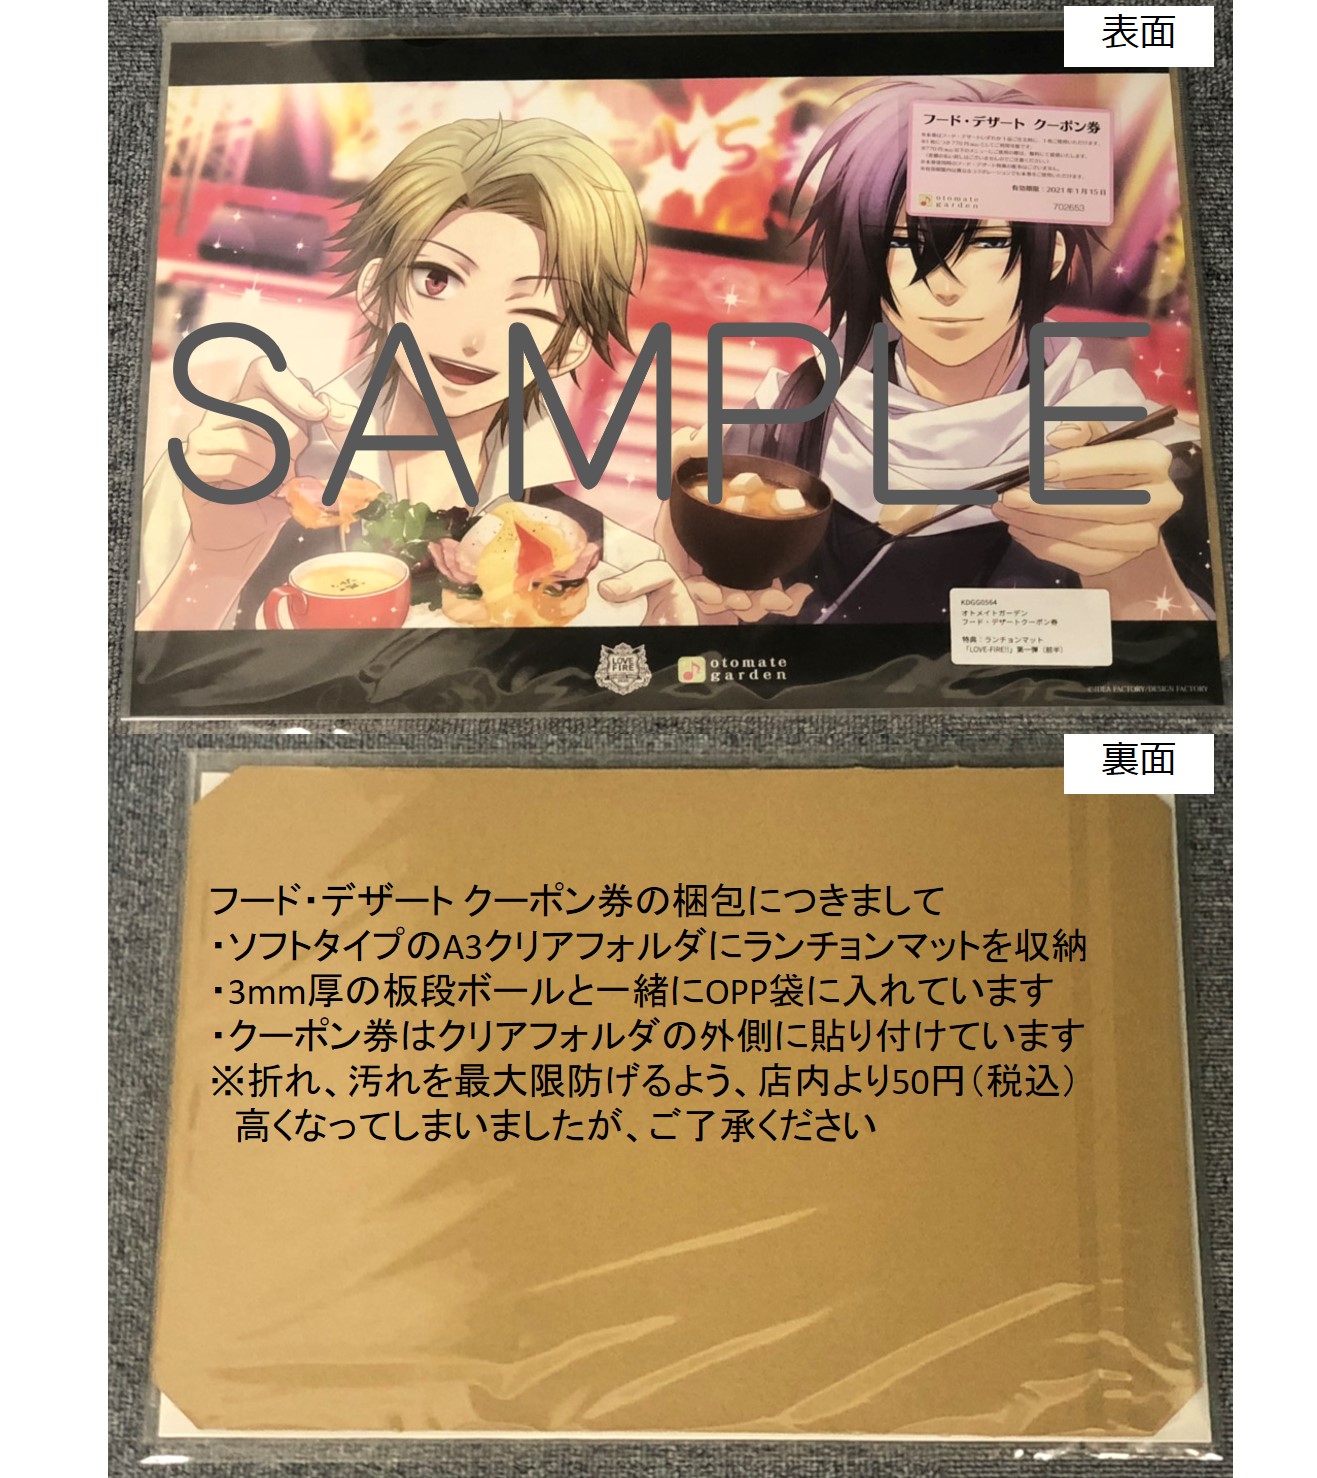 表面
VS
フード・デザート クーポン券
有効期限：2021年1月15日
otomate
garden
702653
SAMPLE
KDGG0564
オトメイトガーデン
フード・デザートクーポン券
特典：ランチョンマット
「LOVE-FIRE!!」第一弾（前半）
LOVE
FIRE
otomate
garden
©IDEA FACTORY/DESIGN FACTORY
裏面
フード・デザート クーポン券の梱包につきまして
・ソフトタイプのA3クリアフォルダにランチョンマットを収納
・3mm厚の板段ボールと一緒にOPP袋に入れています
・クーポン券はクリアフォルダの外側に貼り付けています
※折れ、汚れを最大限防げるよう、店内より50円（税込）
高くなってしまいましたが、ご了承ください